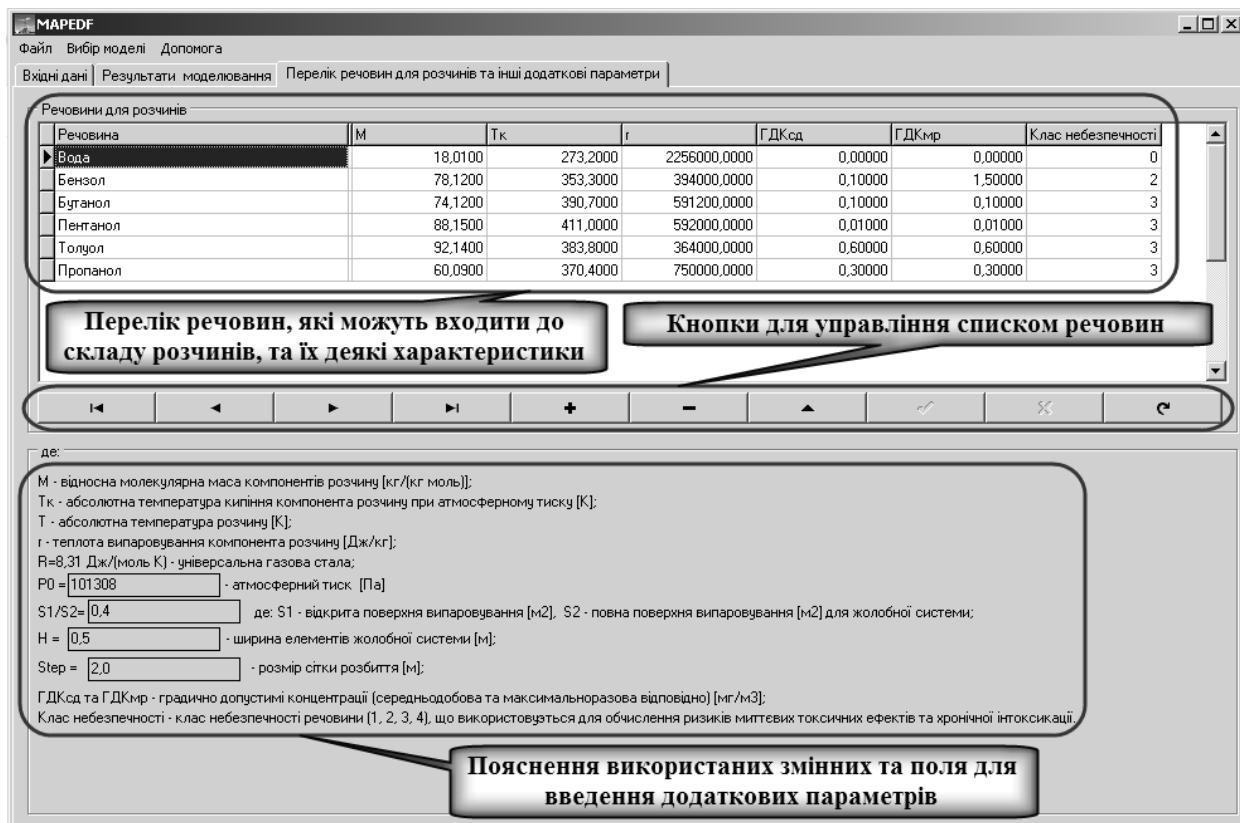 MAPEDF
Файл Вибір моделі Допомога
Вхідні дані Результати моделювання Перелік речовин для розчинів та інші додаткові параметри
Речовини для розчинів
Речовина М Тк r ГДКсд ГДКмр Клас небезпечності
Вода 18,0100 273,2000 2256000,0000 0,00000 0,00000 0
Бензол 78,1200 353,3000 394000,0000 0,10000 1,50000 2
Бутанол 74,1200 390,7000 591200,0000 0,10000 0,10000 3
Пентанол 88,1500 411,0000 592000,0000 0,01000 0,01000 3
Толуол 92,1400 383,8000 364000,0000 0,60000 0,60000 3
Пропанол 60,0900 370,4000 750000,0000 0,30000 0,30000 3
Перелік речовин, які можуть входити до
складу розчинів, та їх деякі характеристики
Кнопки для управління списком речовин
де:
М - відносна молекулярна маса компонентів розчину [кг/(кг моль)];
Тк - абсолютна температура кипіння компонента розчину при атмосферному тиску [К];
Т - абсолютна температура розчину [К];
r - теплота випаровування компонента розчину [Дж/кг];
R=8,31 Дж/(моль К) - універсальна газова стала;
P0 = 101308 - атмосферний тиск [Па]
S1/S2= 0,4 де: S1 - відкрита поверхня випаровування [м2], S2 - повна поверхня випаровування [м2] для жолобної системи;
H = 0,5 - ширина елементів жолобної системи [м];
Step = 2,0 - розмір сітки розбиття [м];
ГДКсд та ГДКмр - градично допустимі концентрації (середньодобова та максимальноразова відповідно) [мг/м3];
Клас небезпечності - клас небезпечності речовини (1, 2, 3, 4), що використовуэться для обчислення ризиків миттєвих токсичних ефектів та хронічної інтоксикації.
Пояснення використаних змінних та поля для
введення додаткових параметрів